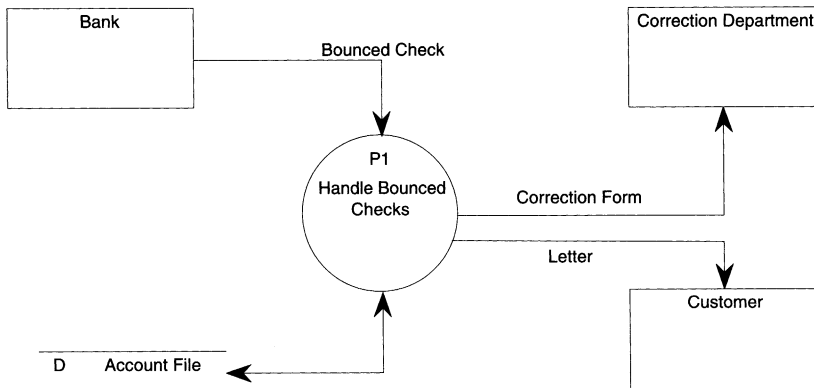 Bank
Correction Department
Bounced Check
P1
Handle Bounced
Checks
Correction Form
Letter
Customer
D Account File